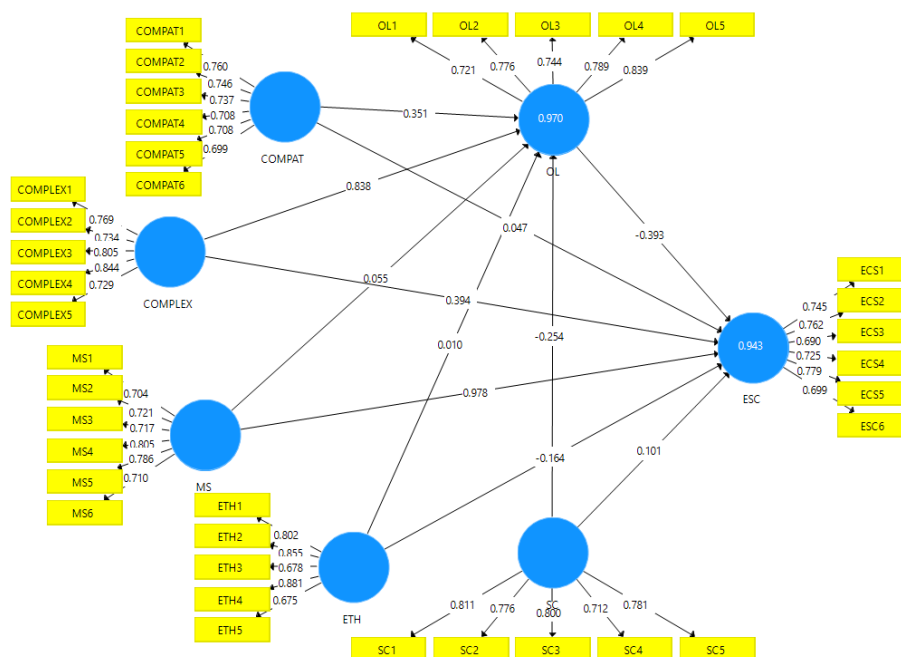 OL1 OL2 OL3 OL4 OL5
0.721 0.776 0.744 0.789 0.839
COMPAT1
COMPAT2
COMPAT3
COMPAT4
COMPAT5
COMPAT6
0.760
0.746
0.737
0.708
0.708
0.699
COMPAT
0.970
OL
0.351
0.838
0.047
-0.393
COMPLEX1
COMPLEX2
COMPLEX3
COMPLEX4
COMPLEX5
0.769
0.734
0.805
0.844
0.729
COMPLEX
0.055
0.394
0.010
-0.254
0.978
-0.164
0.101
0.943
ESC
0.745
0.762
0.690
0.725
0.779
0.699
ECS1
ECS2
ECS3
ECS4
ECS5
ESC6
MS1
MS2
MS3
MS4
MS5
MS6
0.704
0.721
0.717
0.805
0.786
0.710
MS
ETH1
ETH2
ETH3
ETH4
ETH5
0.802
0.855
0.678
0.881
0.675
ETH
SC
0.811 0.776 0.800 0.712 0.781
SC1 SC2 SC3 SC4 SC5